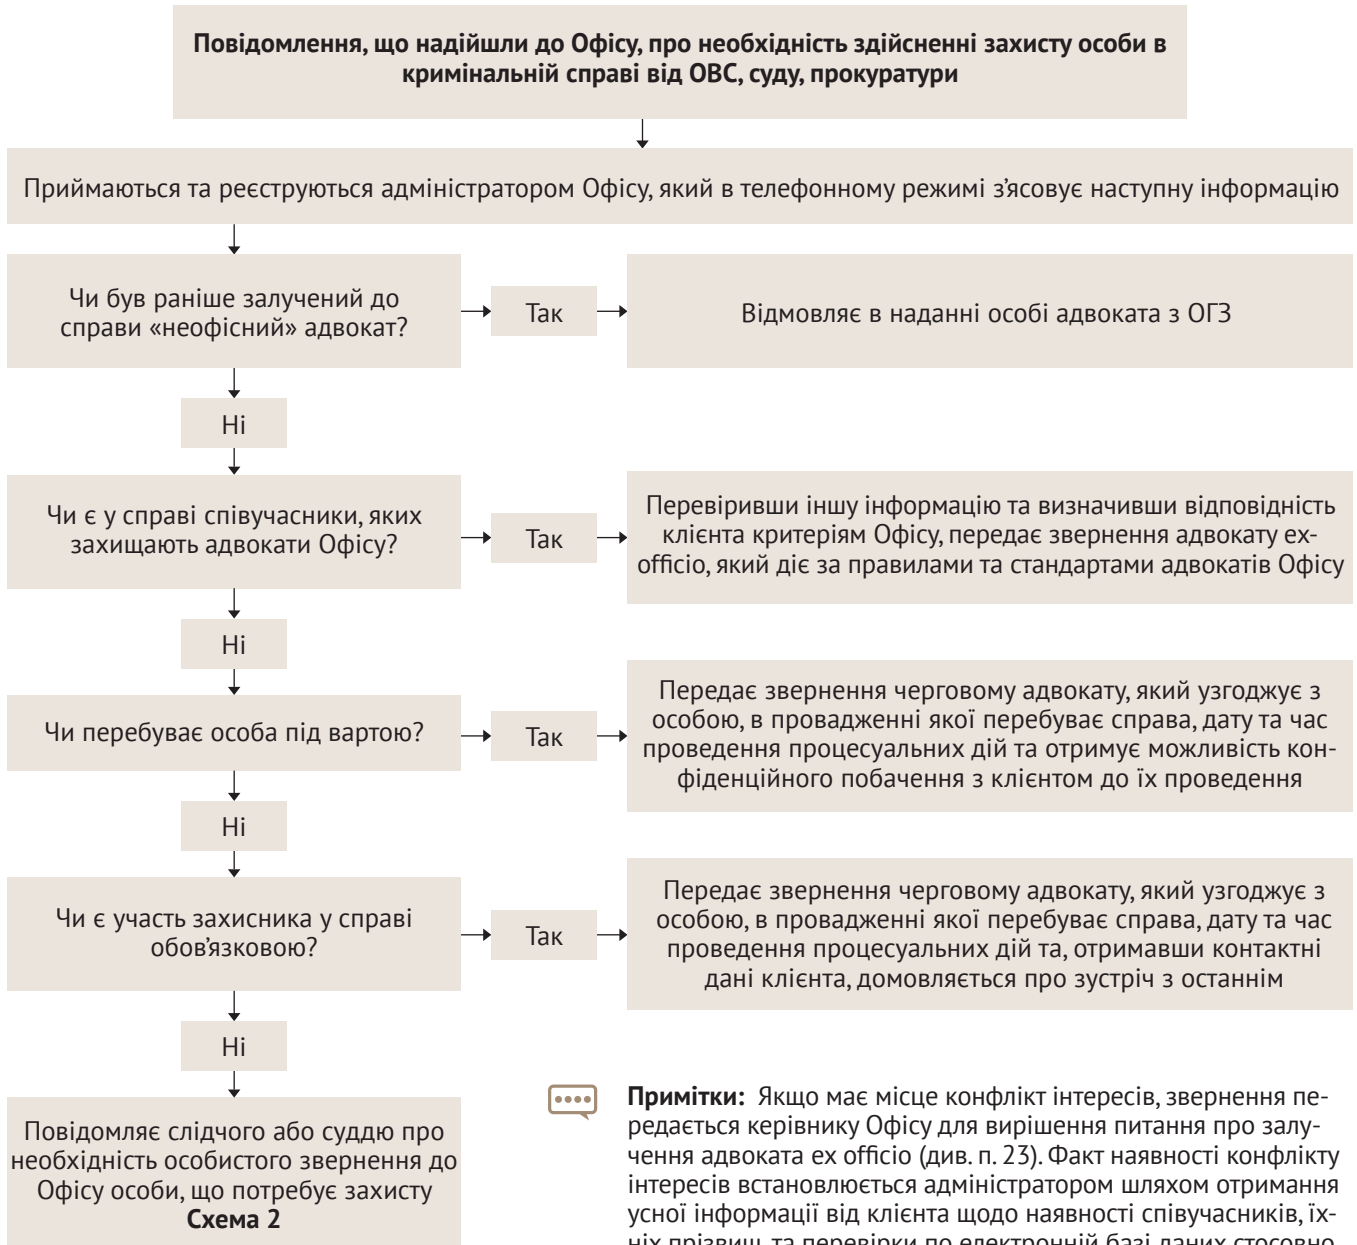 Повідомлення, що надійшли до Офісу, про необхідність здійсненні захисту особи в
кримінальній справі від ОВС, суду, прокуратури
Приймаються та реєструються адміністратором Офісу, який в телефонному режимі з’ясовує наступну інформацію
Чи був раніше залучений до
справи «неофісний» адвокат?
Так
Відмовляє в наданні особі адвоката з ОГЗ
Ні
Чи є у справі співучасники, яких
захищають адвокати Офісу?
Так
Перевіривши іншу інформацію та визначивши відповідність
клієнта критеріям Офісу, передає звернення адвокату ex-
officio, який діє за правилами та стандартами адвокатів Офісу
Ні
Чи перебуває особа під вартою?
Так
Передає звернення черговому адвокату, який узгоджує з
особою, в провадженні якої перебуває справа, дату та час
проведення процесуальних дій та отримує можливість кон-
фіденційного побачення з клієнтом до їх проведення
Ні
Чи є участь захисника у справі
обов’язковою?
Так
Передає звернення черговому адвокату, який узгоджує з
особою, в провадженні якої перебуває справа, дату та час
проведення процесуальних дій та, отримавши контактні
дані клієнта, домовляється про зустріч з останнім
Ні
Повідомляє слідчого або суддю про
необхідність особистого звернення до
Офісу особи, що потребує захисту
Схема 2
Примітки: Якщо має місце конфлікт інтересів, звернення пе-
редається керівнику Офісу для вирішення питання про залу-
чення адвоката ex officio (див. п. 23). Факт наявності конфлікту
інтересів встановлюється адміністратором шляхом отримання
усної інформації від клієнта щодо наявності співучасників, їх-
ніх прізвищ та перевірки по електронній базі даних стосовно